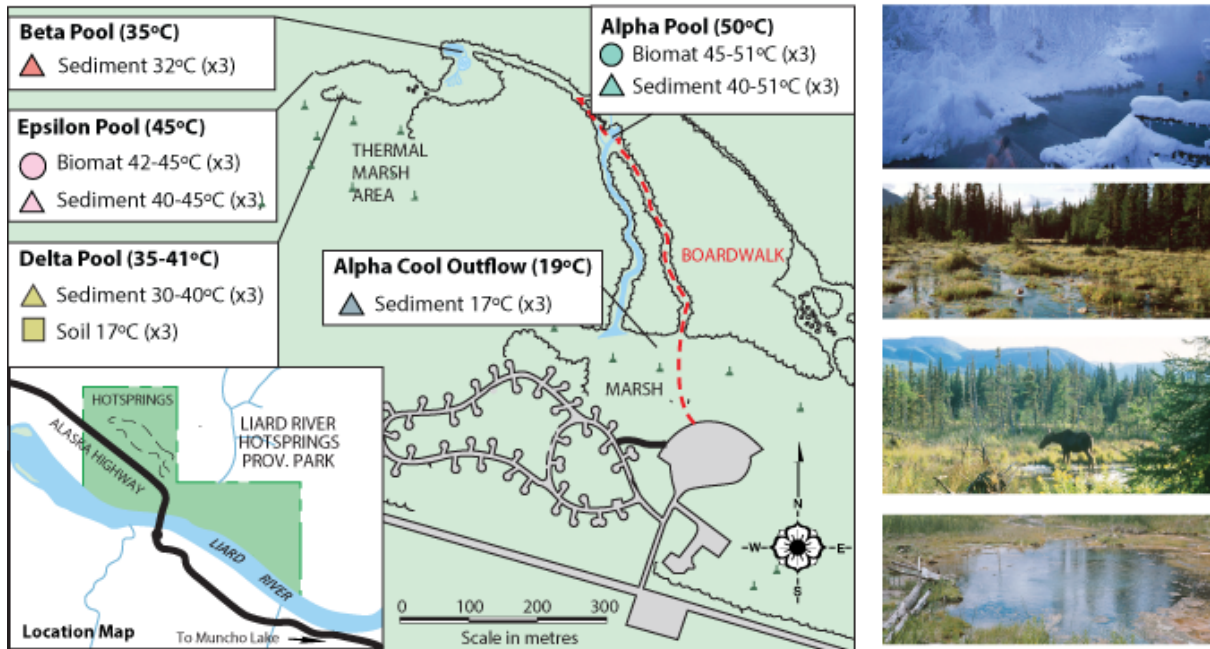 Beta Pool (35ºC)
Sediment 32ºC (x3)
Epsilon Pool (45ºC)
Biomat 42-45ºC (x3)
Sediment 40-45ºC (x3)
Delta Pool (35-41ºC)
Sediment 30-40ºC (x3)
Soil 17ºC (x3)
Alpha Pool (50ºC)
Biomat 45-51ºC (x3)
Sediment 40-51ºC (x3)
THERMAL
MARSH
AREA
BOARDWALK
Alpha Cool Outflow (19ºC)
Sediment 17ºC (x3)
MARSH
N
W
E
S
0 100 200 300
Scale in metres
HOTSPRINGS
ALASKA HIGHWAY
LIARD RIVER
HOTSPRINGS
PROV. PARK
LIARD RIVER
Location Map
To Muncho Lake